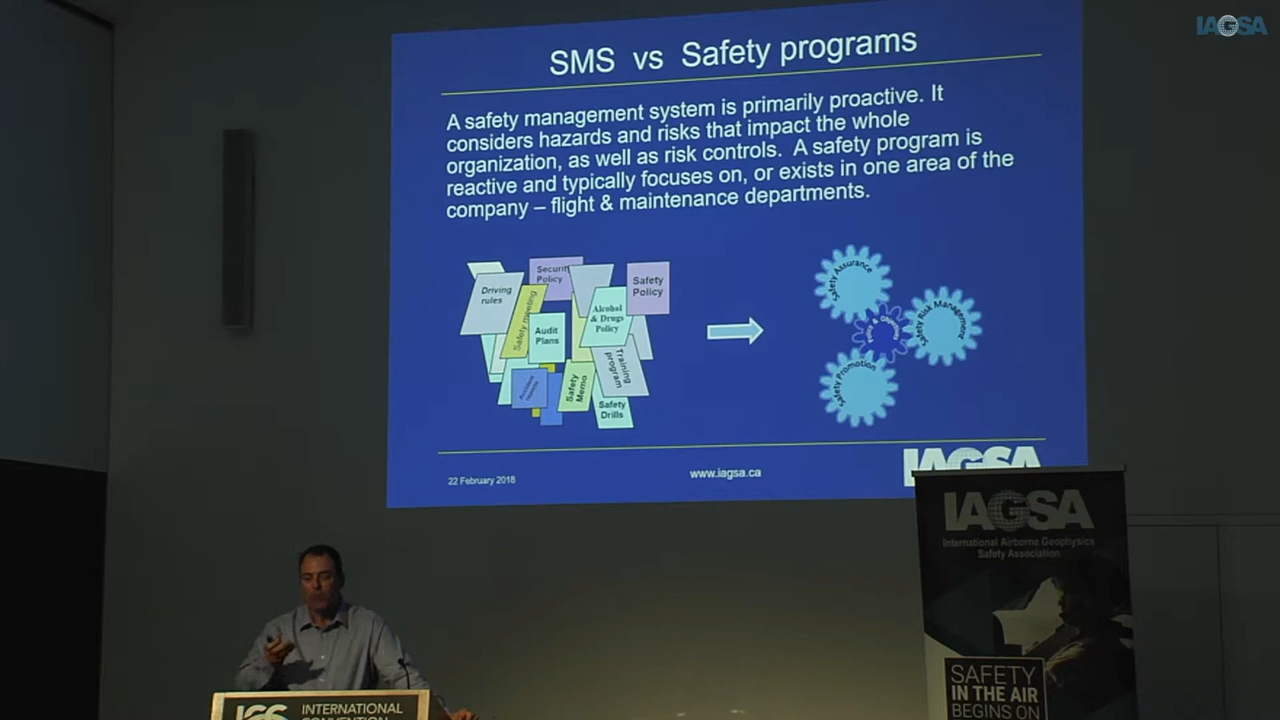 IAGSA
SMS vs Safety programs
A safety management system is primarily proactive. It
considers hazards and risks that impact the whole
organization, as well as risk controls. A safety program is
reactive and typically focuses on, or exists in one area of the
company – flight & maintenance departments.
Driving
rules
Security
Policy
Safety
Policy
Safety meeting
Alcohol
& Drugs
Policy
Audit
Plans
Training
program
Accident
Safety
Memo
Safety
Drills
Safety Assurance
Safety Risk Management
Safety Promotion
22 February 2018
www.iagsa.ca
IAGSA
IAGSA
International Airborne Geophysics
Safety Association
SAFETY
IN THE AIR
BEGINS ON
ICC
INTERNATIONAL
CONVENTION